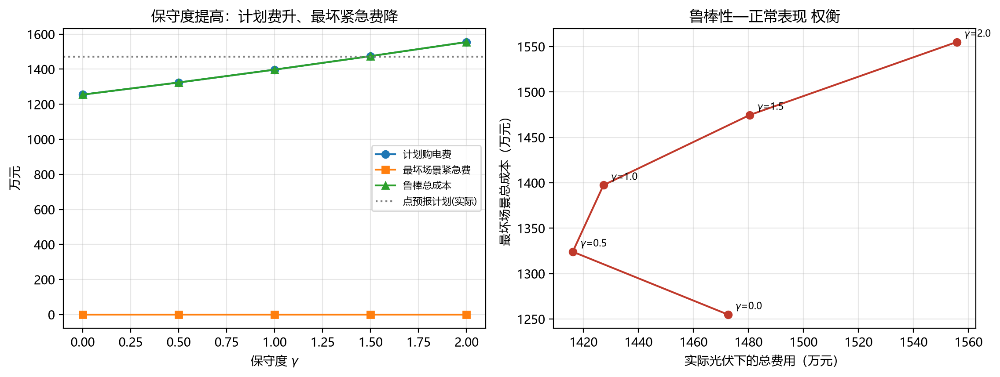 保守度提高：计划费升、最坏紧急费降
1600
1400
1200
1000
800
600
400
200
0
万元
0.00 0.25 0.50 0.75 1.00 1.25 1.50 1.75 2.00
保守度 γ
计划购电费
最坏场景紧急费
鲁棒总成本
点预报计划(实际)
鲁棒性—正常表现 权衡
1550
1500
1450
1400
1350
1300
1250
最坏场景总成本（万元）
γ=2.0
γ=1.5
γ=1.0
γ=0.5
γ=0.0
1420 1440 1460 1480 1500 1520 1540 1560
实际光伏下的总费用（万元）